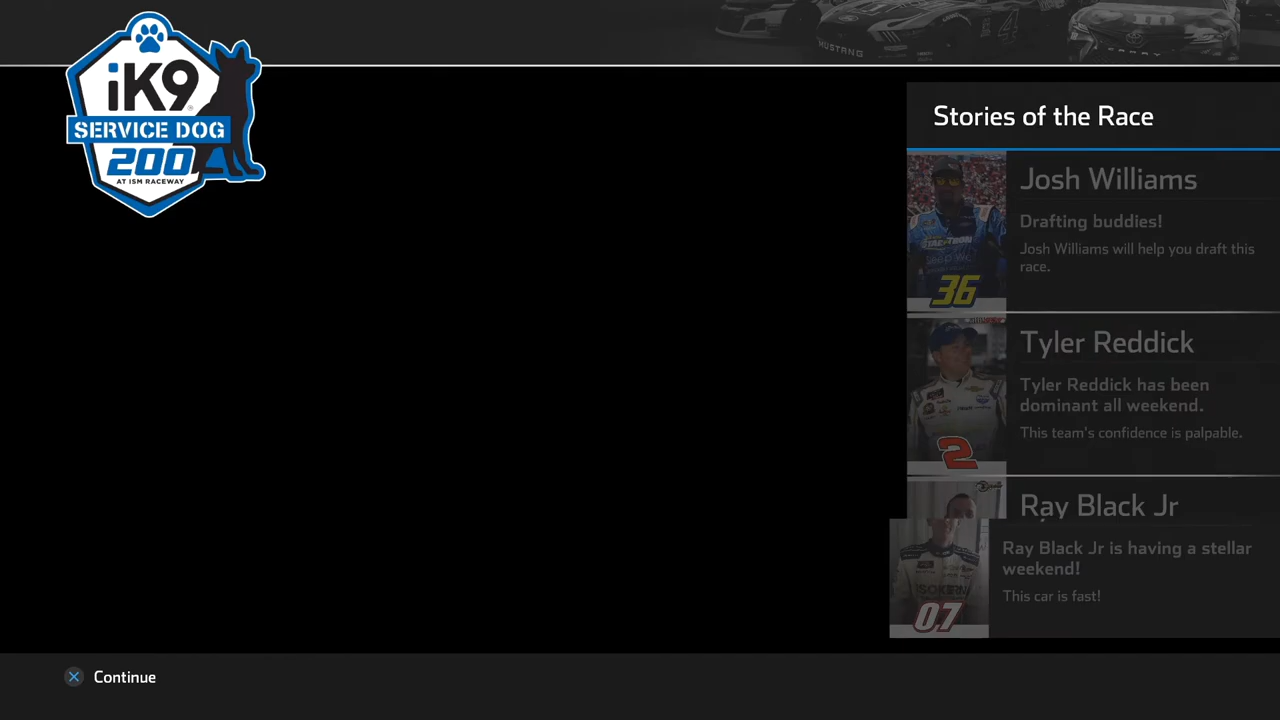 MUSTANG
4
m
iK9
SERVICE DOG
200
AT ISM RACEWAY
Stories of the Race
Josh Williams
Drafting buddies!
Josh Williams will help you draft this
race.
36
Tyler Reddick
Tyler Reddick has been
dominant all weekend.
This team's confidence is palpable.
2
Ray Black Jr
Ray Black Jr is having a stellar
weekend!
This car is fast!
07
Continue